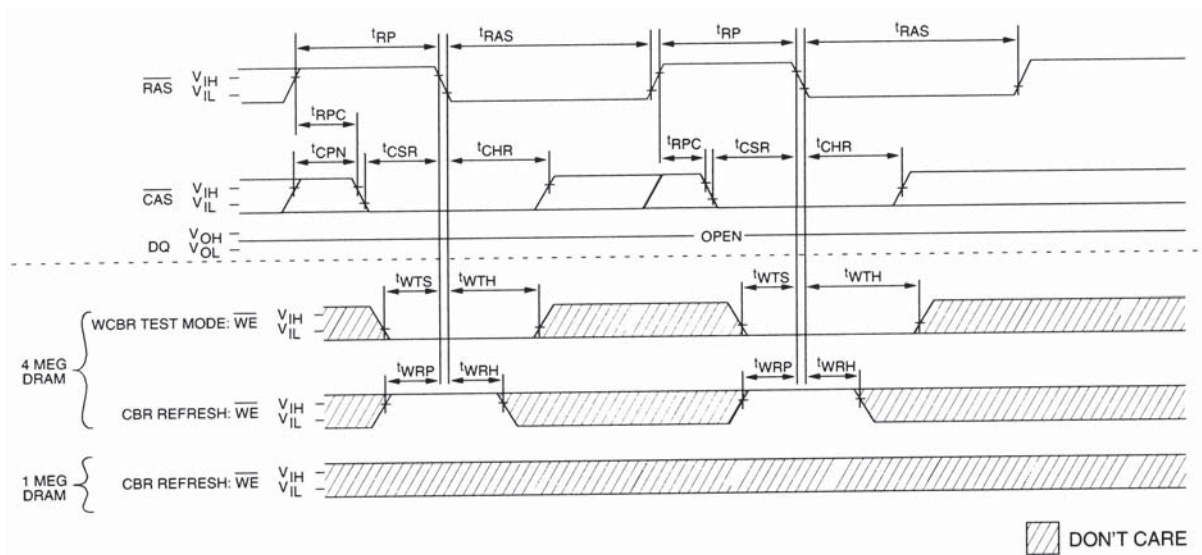 tRP tRAS tRP tRAS
RAS VIH
VIL
tRPC
tCPN tCSR tCHR tRPC tCSR tCHR
CAS VIH
VIL
DQ VOH OPEN
VOL
tWTS tWTH tWTS tWTH
WCBR TEST MODE: WE VIH
VIL
4 MEG
DRAM
tWRP tWRH tWRP tWRH
CBR REFRESH: WE VIH
VIL
1 MEG
DRAM
CBR REFRESH: WE VIH
VIL
DON'T CARE